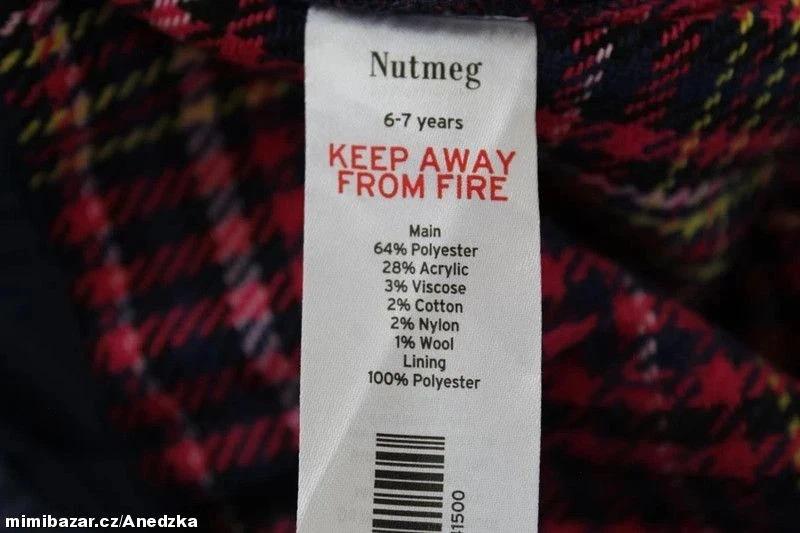 Nutmeg
6-7 years
KEEP AWAY
FROM FIRE
Main
64% Polyester
28% Acrylic
3% Viscose
2% Cotton
2% Nylon
1% Wool
Lining
100% Polyester
1500
mimibazar.cz/Anedzka